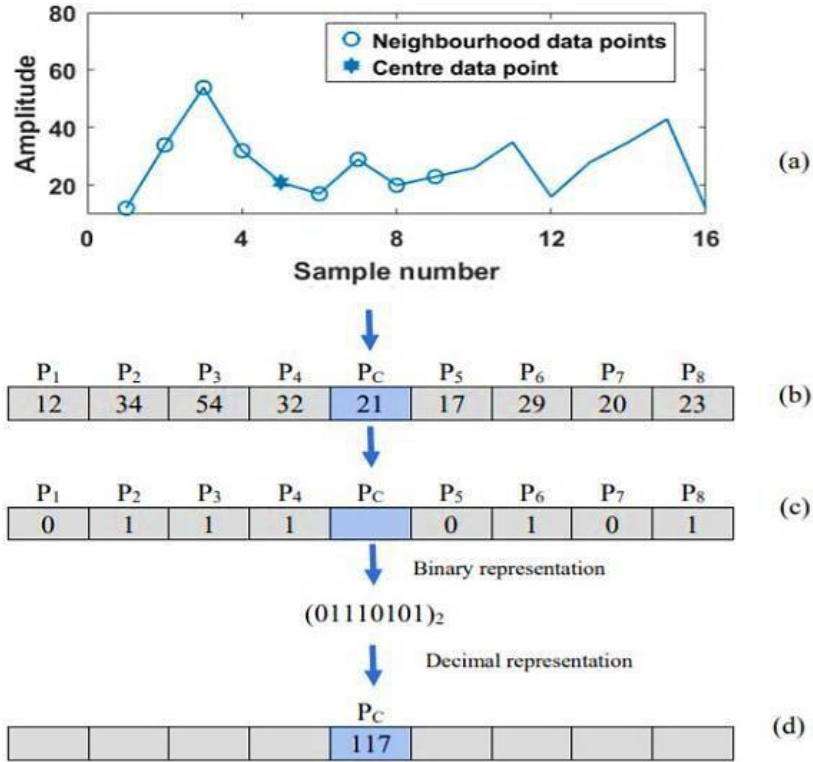 80
60
40
20
Amplitude
Neighbourhood data points
Centre data point
0 4 8 12 16
Sample number
(a)
P₁ P₂ P₃ P₄ P_C P₅ P₆ P₇ P₈
12 34 54 32 21 17 29 20 23
(b)
P₁ P₂ P₃ P₄ P_C P₅ P₆ P₇ P₈
0 1 1 1 0 1 0 1
(c)
Binary representation
(01110101)₂
Decimal representation
P_C
117
(d)